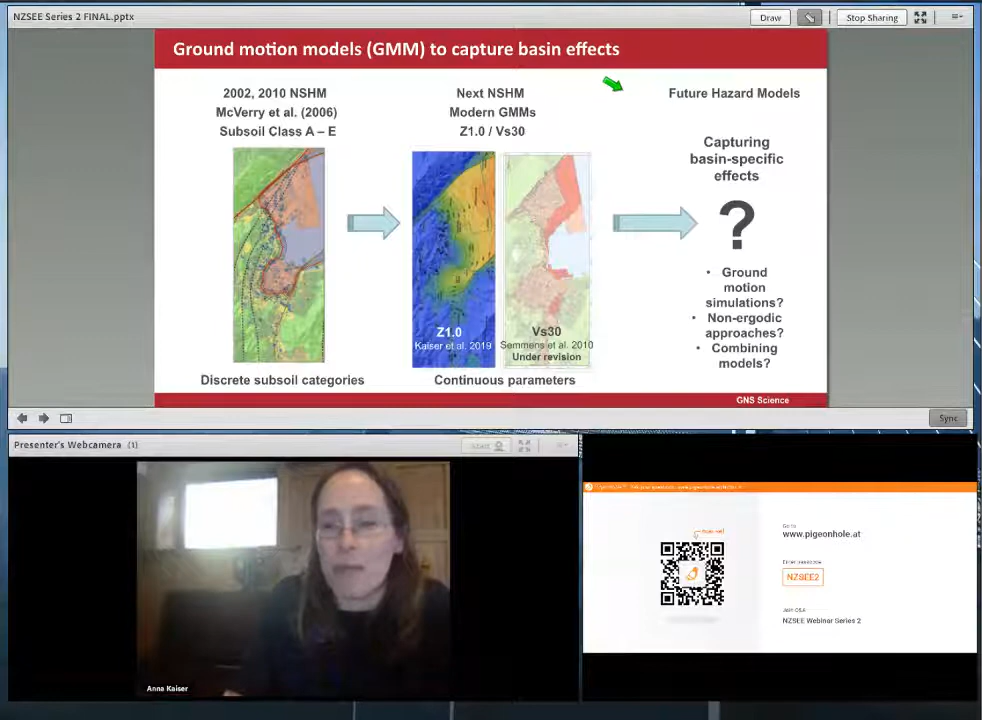 NZSEE Series 2 FINAL.pptx
Draw
Stop Sharing
Ground motion models (GMM) to capture basin effects
2002, 2010 NSHM
McVerry et al. (2006)
Subsoil Class A – E
Discrete subsoil categories
Next NSHM
Modern GMMs
Z1.0 / Vs30
Z1.0
Kaiser et al. 2019
Vs30
Semmens et al. 2010
Under revision
Continuous parameters
Future Hazard Models
Capturing
basin-specific
effects
?
• Ground
motion
simulations?
• Non-ergodic
approaches?
• Combining
models?
GNS Science
Sync
Presenter's Webcamera (1)
Start
Anna Kaiser
Go to
www.pigeonhole.at
Enter passcode
NZSEE2
Join Q&A
NZSEE Webinar Series 2